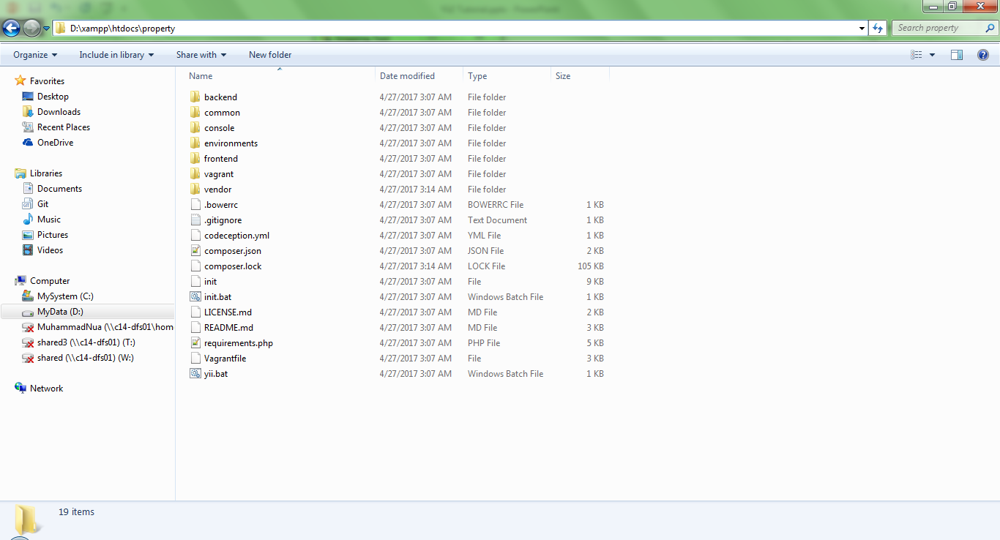 D:\xampp\htdocs\property
Search property
Organize Include in library Share with New folder
Favorites
Desktop
Downloads
Recent Places
OneDrive
Libraries
Documents
Git
Music
Pictures
Videos
Computer
MySystem (C:)
MyData (D:)
MuhammadNua (\\c14-dfs01\hom
shared3 (\\c14-dfs01) (T:)
shared (\\c14-dfs01) (W:)
Network
Name Date modified Type Size
backend 4/27/2017 3:07 AM File folder
common 4/27/2017 3:07 AM File folder
console 4/27/2017 3:07 AM File folder
environments 4/27/2017 3:07 AM File folder
frontend 4/27/2017 3:07 AM File folder
vagrant 4/27/2017 3:07 AM File folder
vendor 4/27/2017 3:14 AM File folder
.bowerrc 4/27/2017 3:07 AM BOWERRC File 1 KB
.gitignore 4/27/2017 3:07 AM Text Document 1 KB
codeception.yml 4/27/2017 3:07 AM YML File 1 KB
composer.json 4/27/2017 3:07 AM JSON File 2 KB
composer.lock 4/27/2017 3:14 AM LOCK File 105 KB
init 4/27/2017 3:07 AM File 9 KB
init.bat 4/27/2017 3:07 AM Windows Batch File 1 KB
LICENSE.md 4/27/2017 3:07 AM MD File 2 KB
README.md 4/27/2017 3:07 AM MD File 3 KB
requirements.php 4/27/2017 3:07 AM PHP File 5 KB
Vagrantfile 4/27/2017 3:07 AM File 3 KB
yii.bat 4/27/2017 3:07 AM Windows Batch File 1 KB
19 items